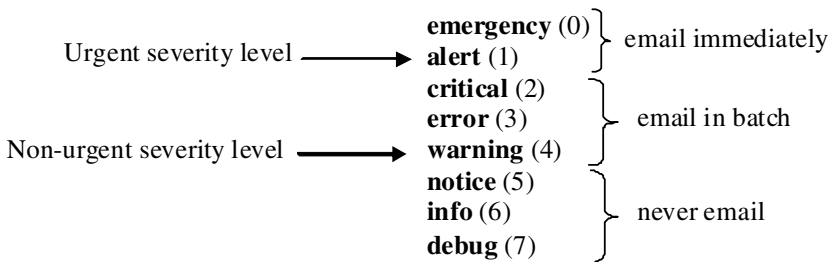 emergency (0)
email immediately
Urgent severity level
alert (1)
critical (2)
error (3)
email in batch
Non-urgent severity level
warning (4)
notice (5)
info (6)
never email
debug (7)